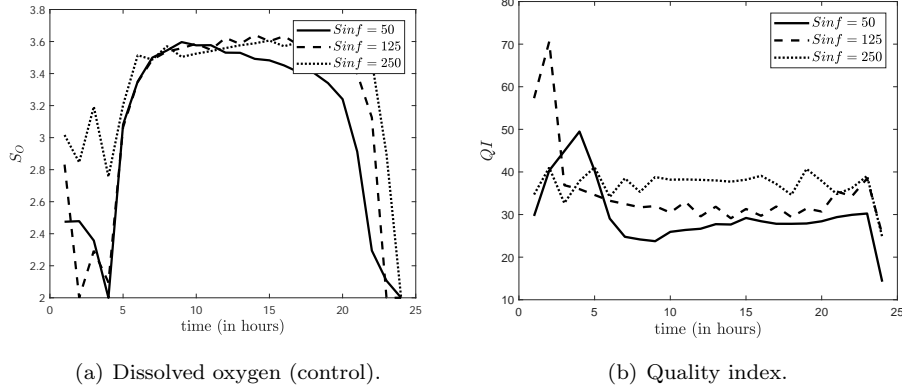 3.8
3.6
3.4
3.2
3
2.8
2.6
2.4
2.2
2
0 5 10 15 20 25
S_O
time (in hours)
Sinf = 50
Sinf = 125
Sinf = 250
(a) Dissolved oxygen (control).
80
70
60
50
40
30
20
10
0 5 10 15 20 25
QI
time (in hours)
Sinf = 50
Sinf = 125
Sinf = 250
(b) Quality index.